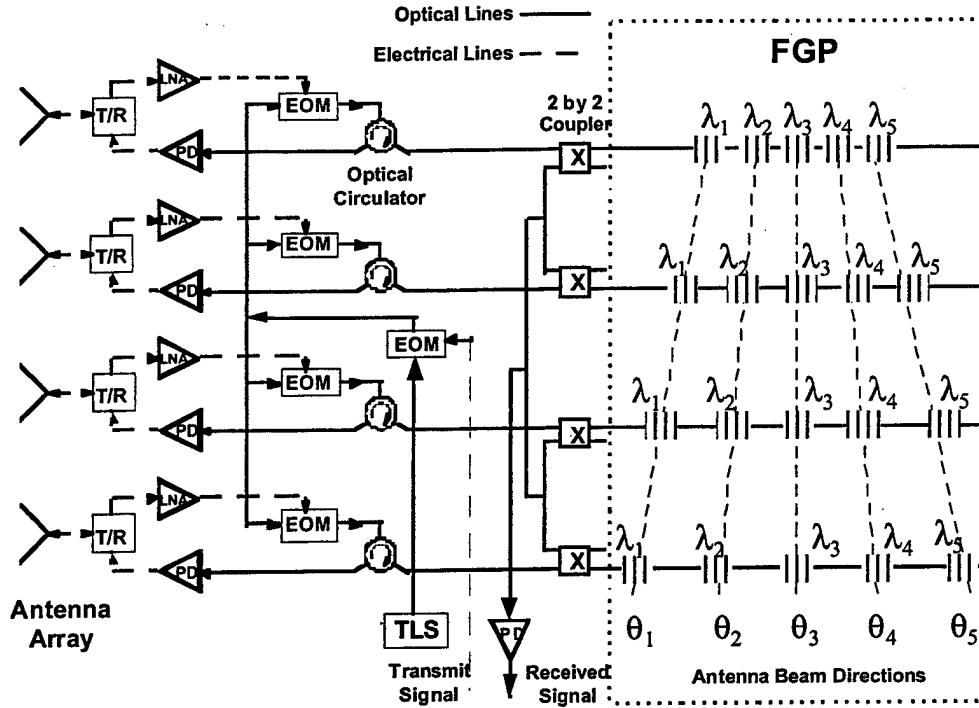 Optical Lines
Electrical Lines
FGP
LNA
T/R
EOM
PD
Optical
Circulator
2 by 2
Coupler
X
λ1 λ2 λ3 λ4 λ5
LNA
T/R
EOM
PD
X
λ1 λ2 λ3 λ4 λ5
EOM
LNA
T/R
EOM
PD
X
λ1 λ2 λ3 λ4 λ5
LNA
T/R
EOM
PD
X
λ1 λ2 λ3 λ4 λ5
Antenna
Array
TLS
PD
θ1 θ2 θ3 θ4 θ5
Transmit
Signal
Received
Signal
Antenna Beam Directions